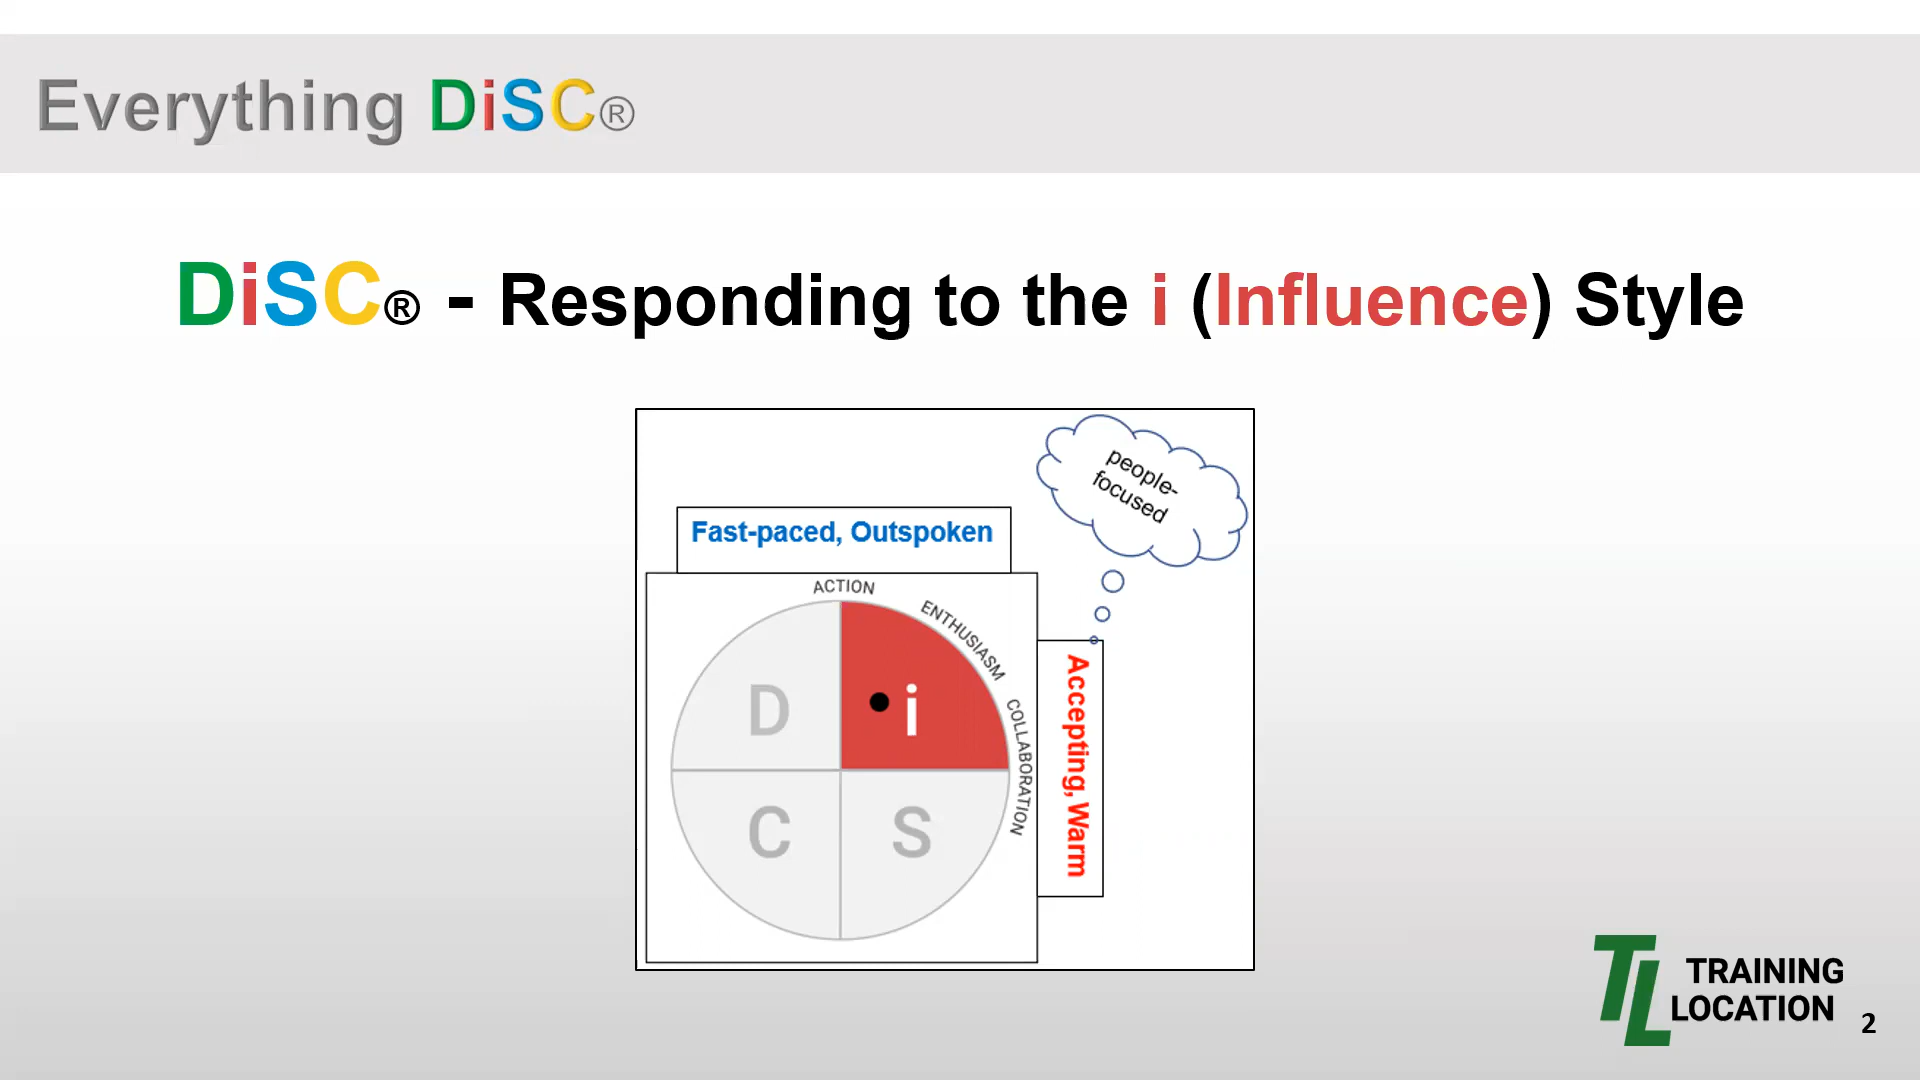 Everything DiSC®
DiSC® - Responding to the i (Influence) Style
people-
focused
Fast-paced, Outspoken
ACTION
ENTHUSIASM
COLLABORATION
Accepting, Warm
D
i
C
S
TL TRAINING
LOCATION
2